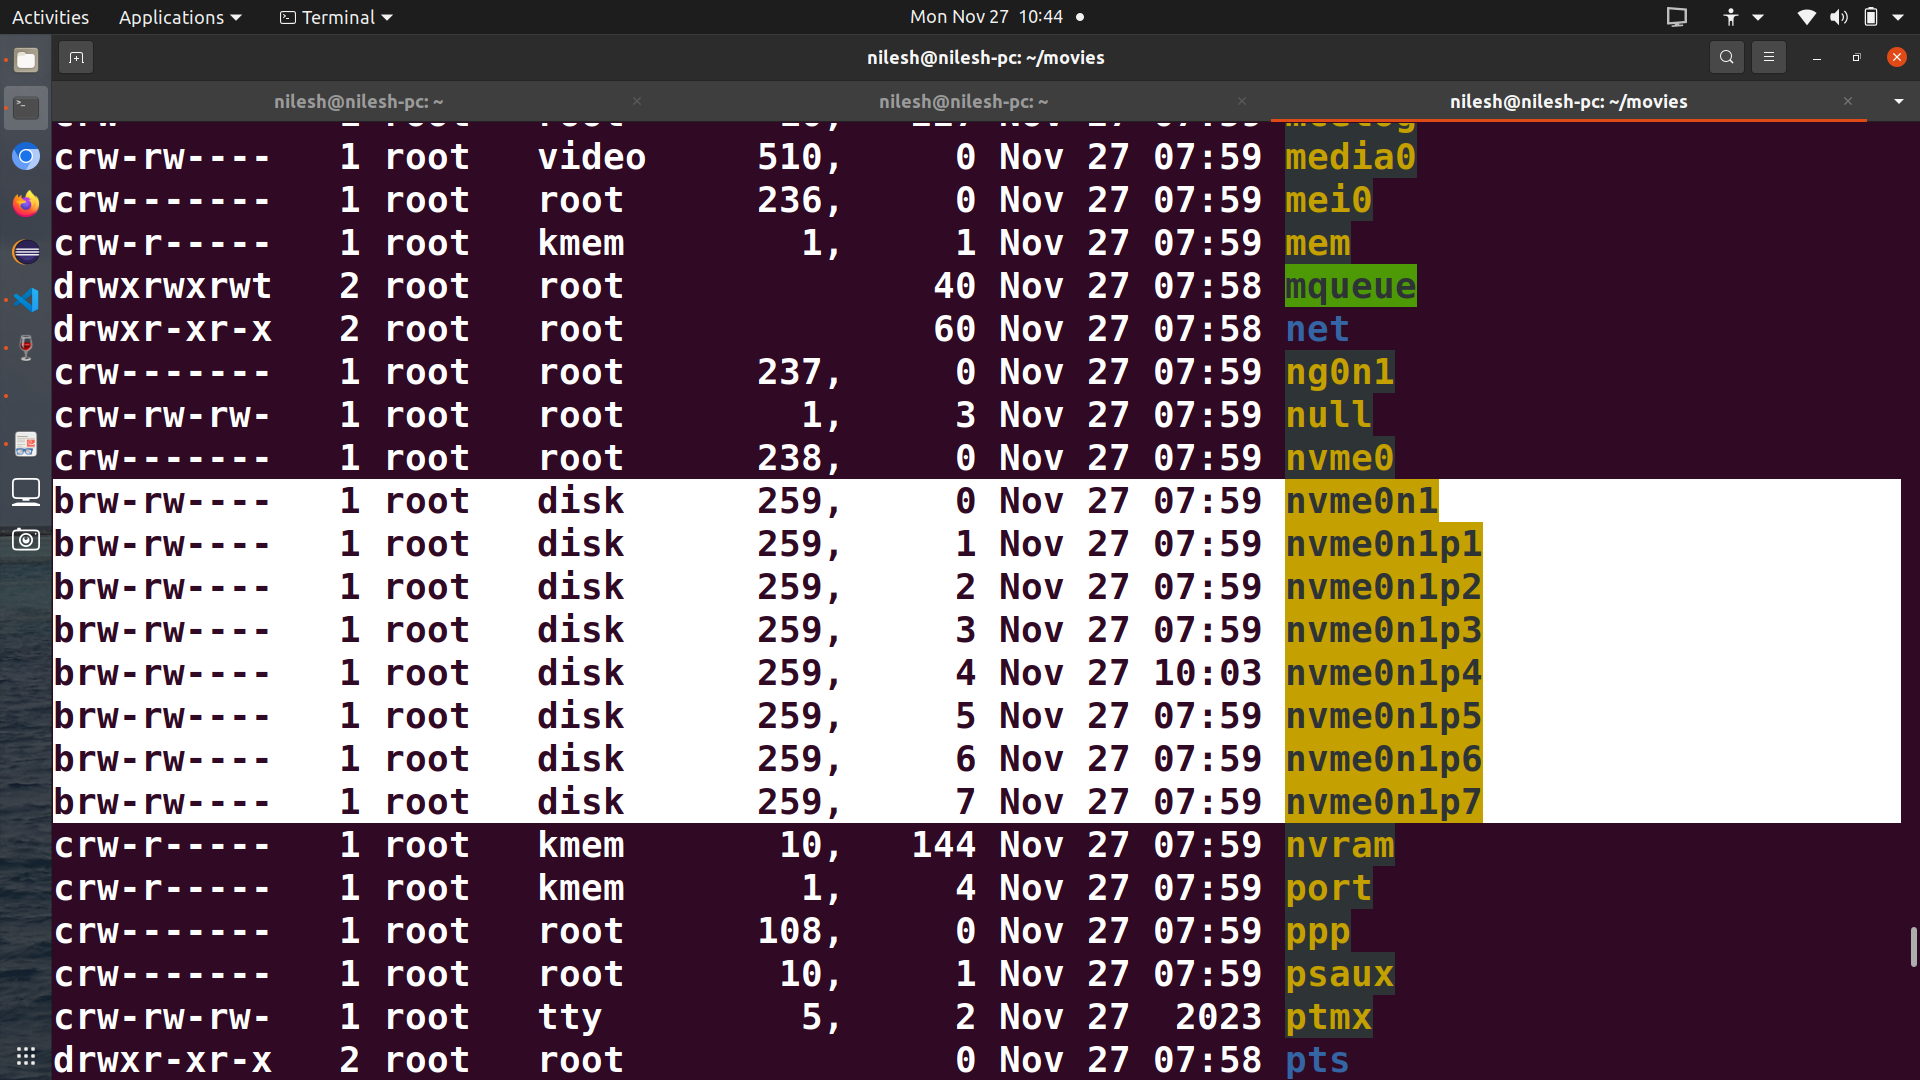 Activities Applications Terminal Mon Nov 27 10:44
nilesh@nilesh-pc: ~/movies
nilesh@nilesh-pc: ~ nilesh@nilesh-pc: ~ nilesh@nilesh-pc: ~/movies
crw-rw---- 1 root video 510, 0 Nov 27 07:59 media0
crw------- 1 root root 236, 0 Nov 27 07:59 mei0
crw-r----- 1 root kmem 1, 1 Nov 27 07:59 mem
drwxrwxrwt 2 root root 40 Nov 27 07:58 mqueue
drwxr-xr-x 2 root root 60 Nov 27 07:58 net
crw------- 1 root root 237, 0 Nov 27 07:59 ng0n1
crw-rw-rw- 1 root root 1, 3 Nov 27 07:59 null
crw------- 1 root root 238, 0 Nov 27 07:59 nvme0
brw-rw---- 1 root disk 259, 0 Nov 27 07:59 nvme0n1
brw-rw---- 1 root disk 259, 1 Nov 27 07:59 nvme0n1p1
brw-rw---- 1 root disk 259, 2 Nov 27 07:59 nvme0n1p2
brw-rw---- 1 root disk 259, 3 Nov 27 07:59 nvme0n1p3
brw-rw---- 1 root disk 259, 4 Nov 27 10:03 nvme0n1p4
brw-rw---- 1 root disk 259, 5 Nov 27 07:59 nvme0n1p5
brw-rw---- 1 root disk 259, 6 Nov 27 07:59 nvme0n1p6
brw-rw---- 1 root disk 259, 7 Nov 27 07:59 nvme0n1p7
crw-r----- 1 root kmem 10, 144 Nov 27 07:59 nvram
crw-r----- 1 root kmem 1, 4 Nov 27 07:59 port
crw------- 1 root root 108, 0 Nov 27 07:59 ppp
crw------- 1 root root 10, 1 Nov 27 07:59 psaux
crw-rw-rw- 1 root tty 5, 2 Nov 27 2023 ptmx
drwxr-xr-x 2 root root 0 Nov 27 07:58 pts